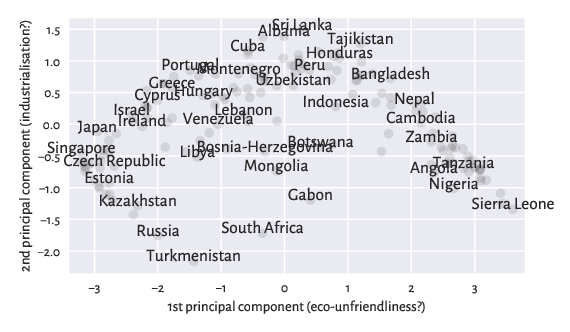 Sri Lanka
1.5
Albania
Tajikistan
Cuba
Honduras
1.0
Portugal
Montenegro
Peru
Uzbekistan
Bangladesh
Greece
0.5
Cyprus
Hungary
Indonesia
Nepal
Israel
Lebanon
Ireland
Venezuela
Cambodia
0.0
Japan
Zambia
Botswana
Singapore
Libya
Bosnia-Herzegovina
−0.5
Czech Republic
Mongolia
Angola
Tanzania
Estonia
Nigeria
−1.0
Gabon
Kazakhstan
Sierra Leone
−1.5
Russia
South Africa
−2.0
Turkmenistan
−3 −2 −1 0 1 2 3
1st principal component (eco-unfriendliness?)
2nd principal component (industrialisation?)